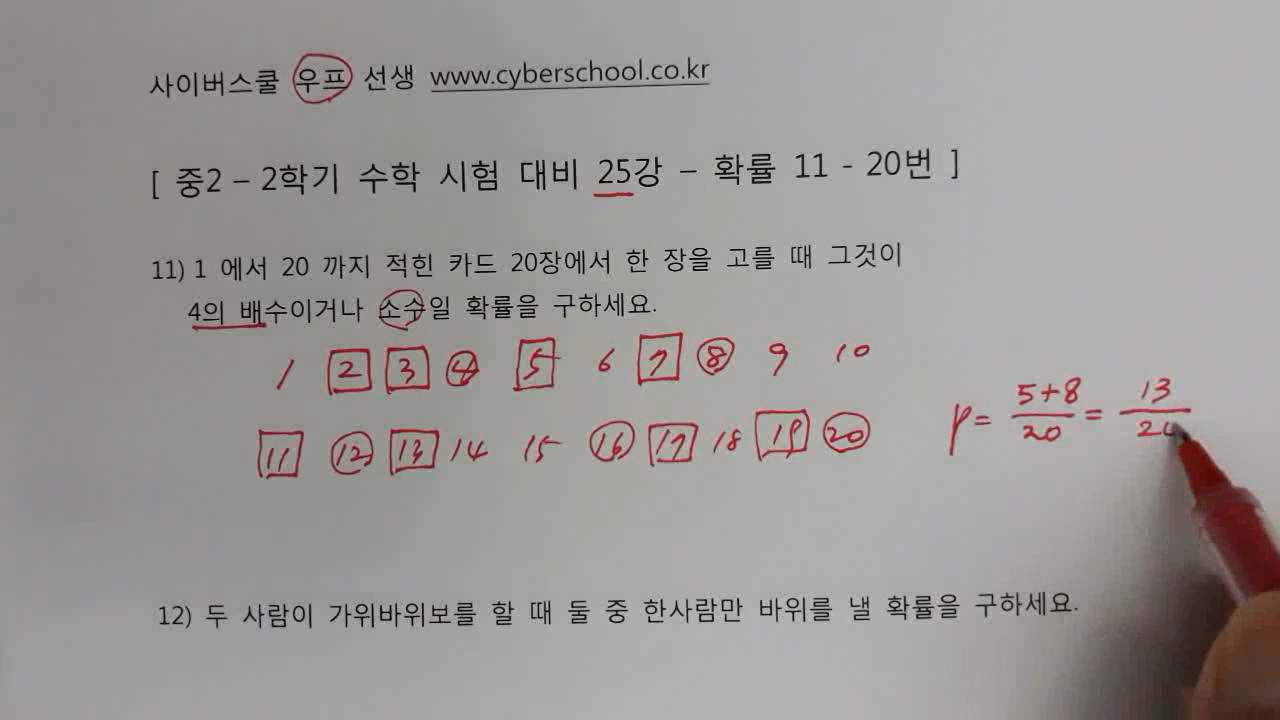 사이버스쿨 우프 선생 www.cyberschool.co.kr
[ 중2 – 2학기 수학 시험 대비 25강 – 확률 11 - 20번 ]
11) 1 에서 20 까지 적힌 카드 20장에서 한 장을 고를 때 그것이
4의 배수이거나 소수일 확률을 구하세요.
1 2 3 4 5 6 7 8 9 10
11 12 13 14 15 16 17 18 19 20
P = 5+8/20 = 13/20
12) 두 사람이 가위바위보를 할 때 둘 중 한사람만 바위를 낼 확률을 구하세요.